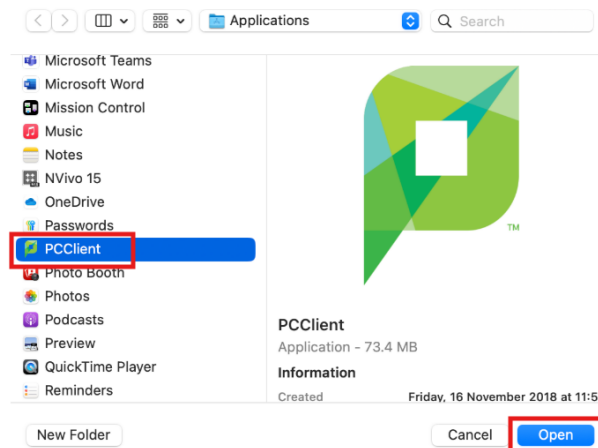 Applications
Search
Microsoft Teams
Microsoft Word
Mission Control
Music
Notes
NVivo 15
OneDrive
Passwords
PCClient
Photo Booth
Photos
Podcasts
Preview
QuickTime Player
Reminders
TM
PCClient
Application - 73.4 MB
Information
Created Friday, 16 November 2018 at 11:5
New Folder
Cancel
Open